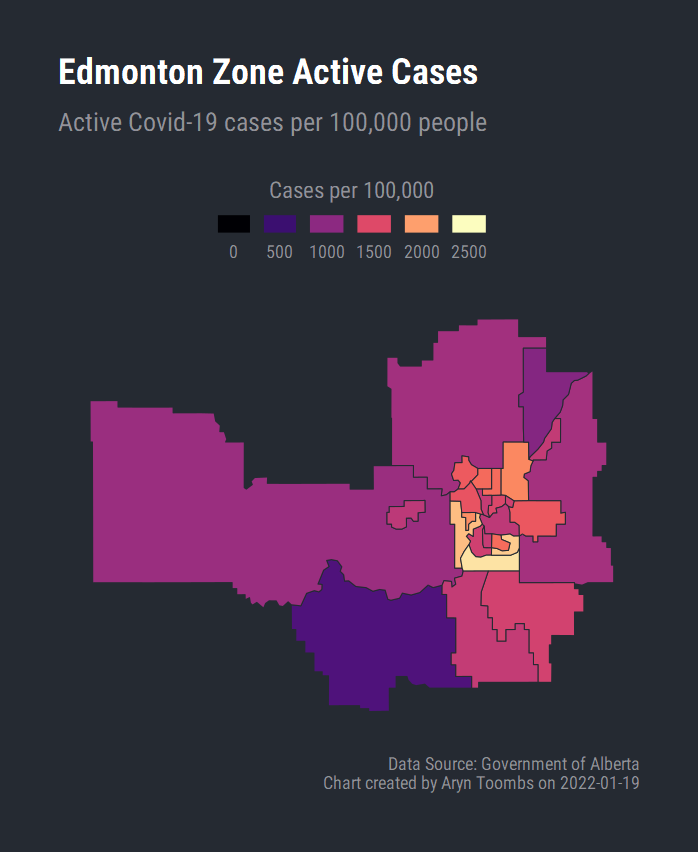 Edmonton Zone Active Cases
Active Covid-19 cases per 100,000 people
Cases per 100,000
0 500 1000 1500 2000 2500
Data Source: Government of Alberta
Chart created by Aryn Toombs on 2022-01-19